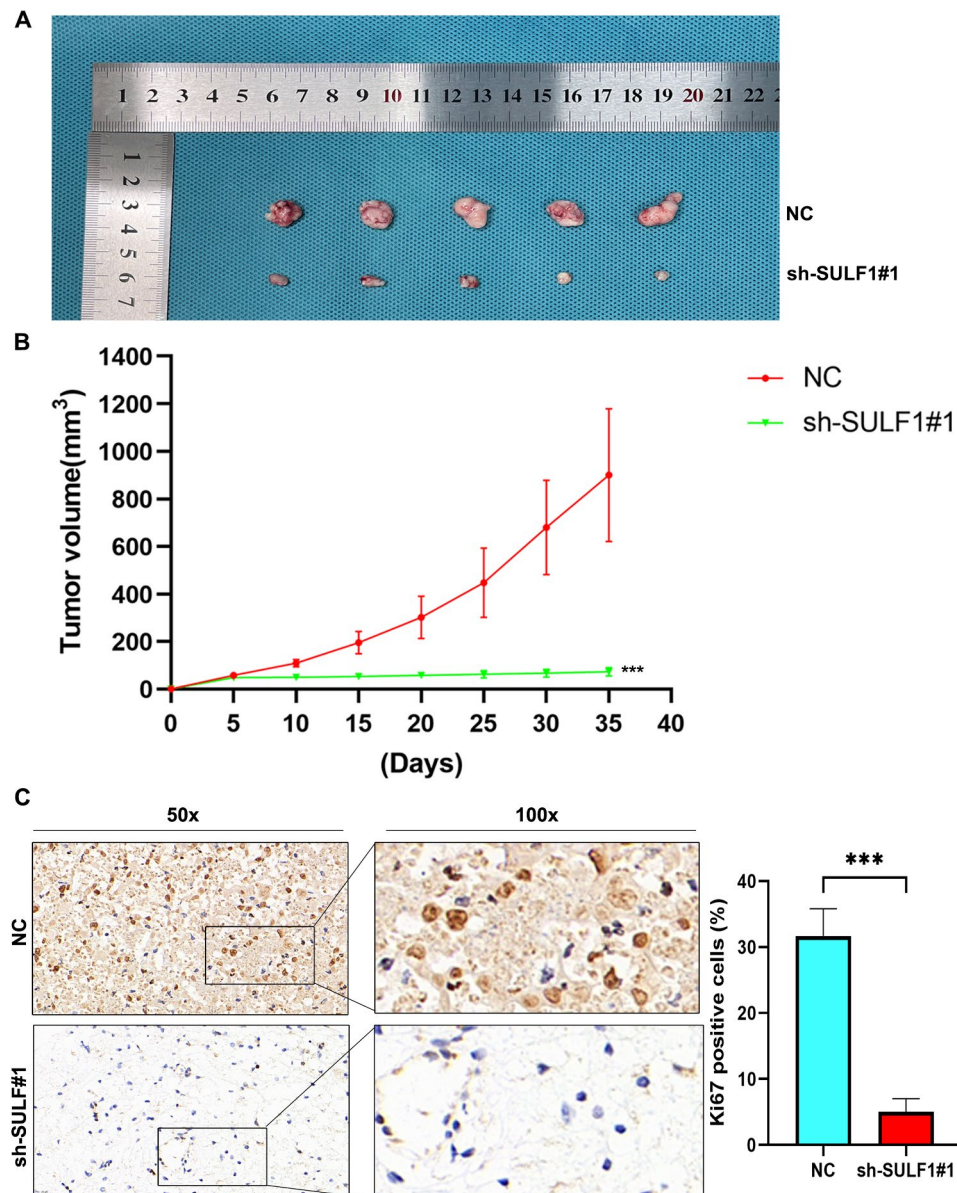 A
1 2 3 4 5 6 7 8 9 10 11 12 13 14 15 16 17 18 19 20 21 22
1 2 3 4 5 6 7
NC
sh-SULF1#1
B
Tumor volume(mm³)
1400
1200
1000
800
600
400
200
0
0 5 10 15 20 25 30 35 40
(Days)
***
NC
sh-SULF1#1
C
50x 100x
NC
sh-SULF#1
Ki67 positive cells (%)
40
30
20
10
0
***
NC sh-SULF1#1